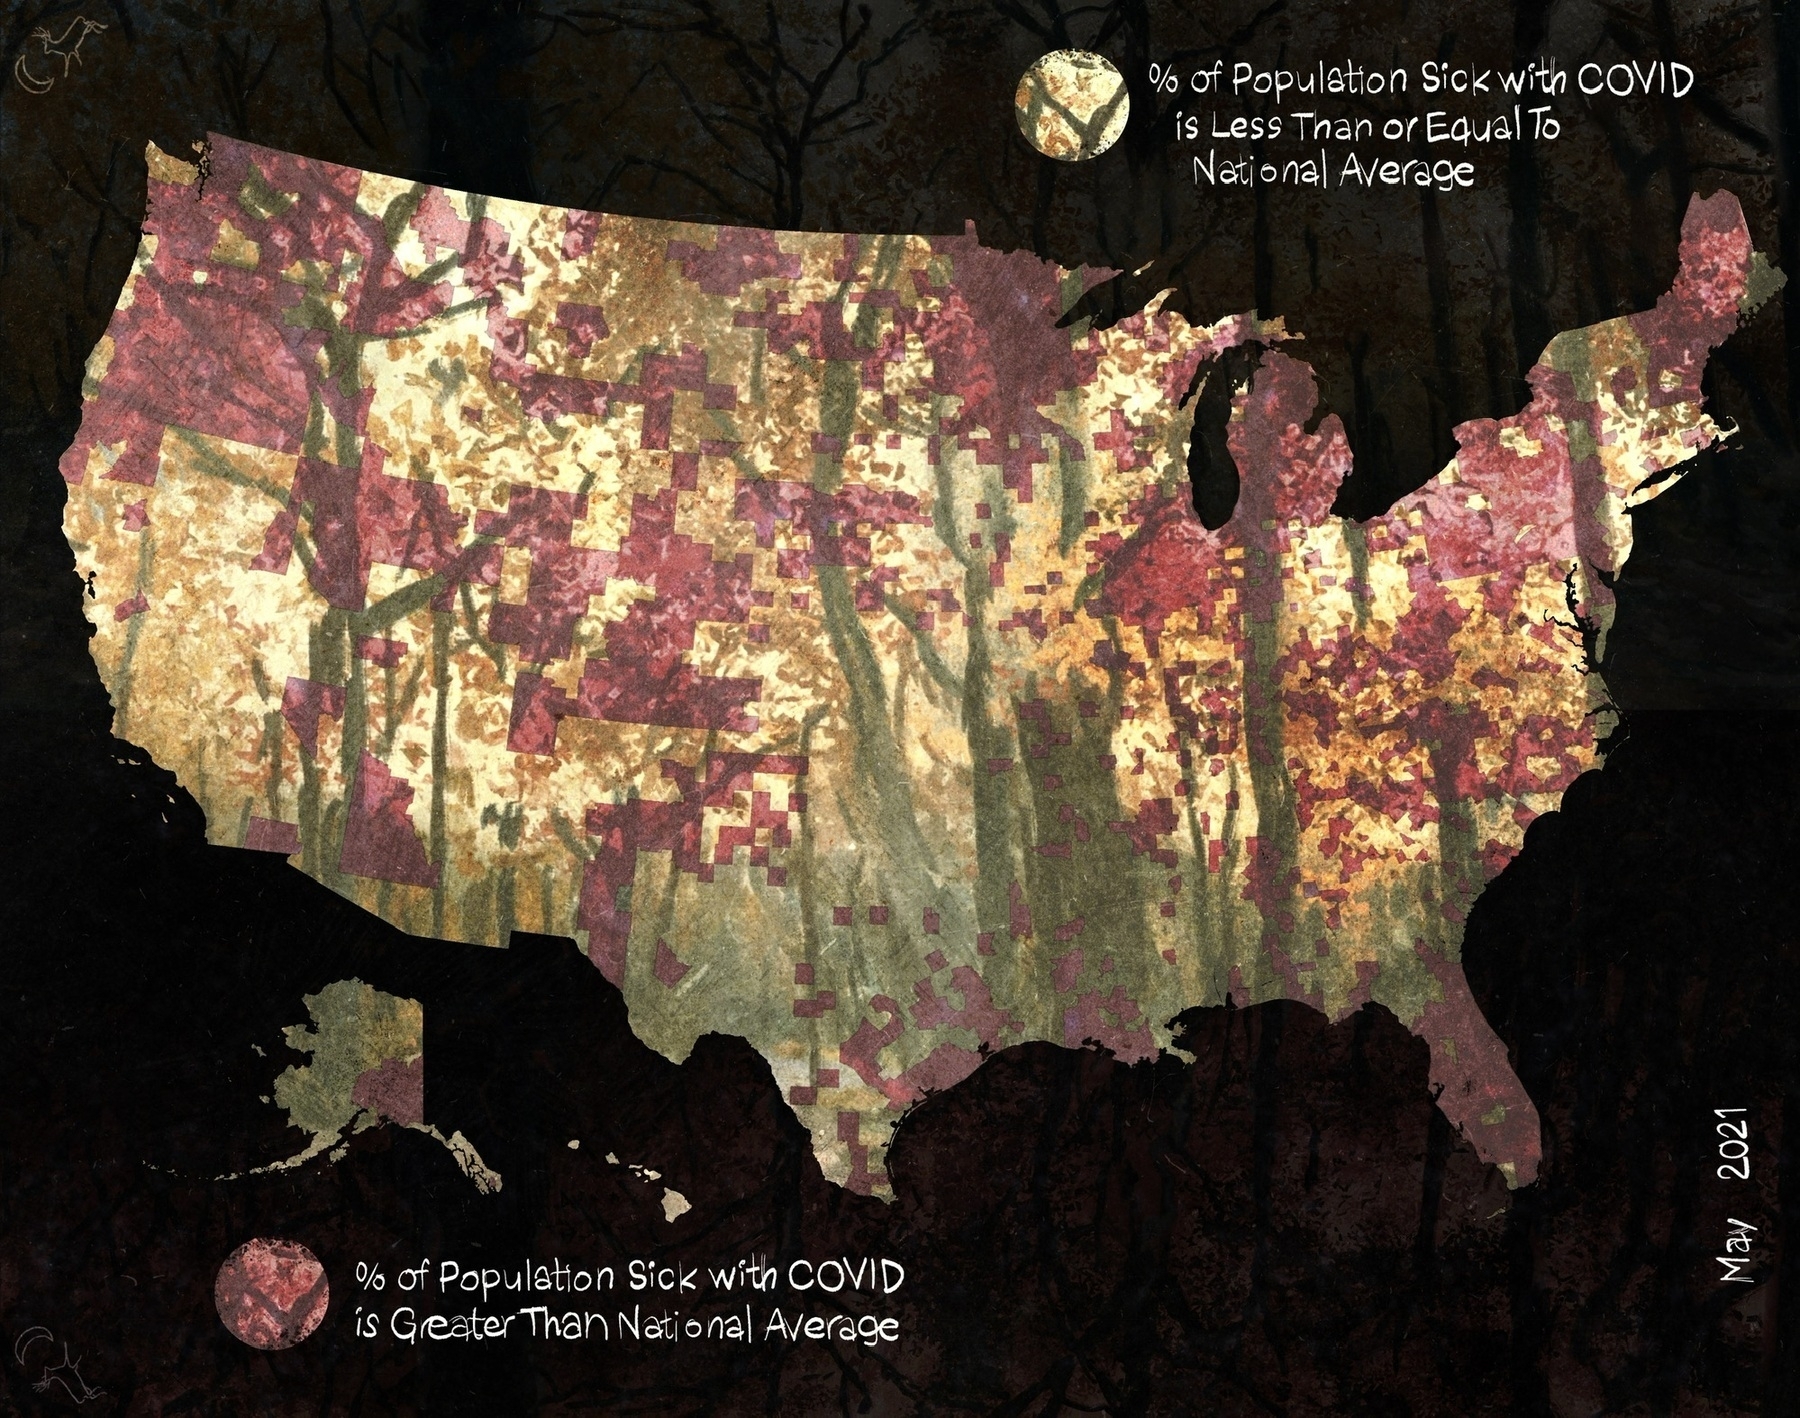 % of Population Sick with COVID
is Less Than or Equal To
National Average
May 2021
% of Population Sick with COVID
is Greater Than National Average